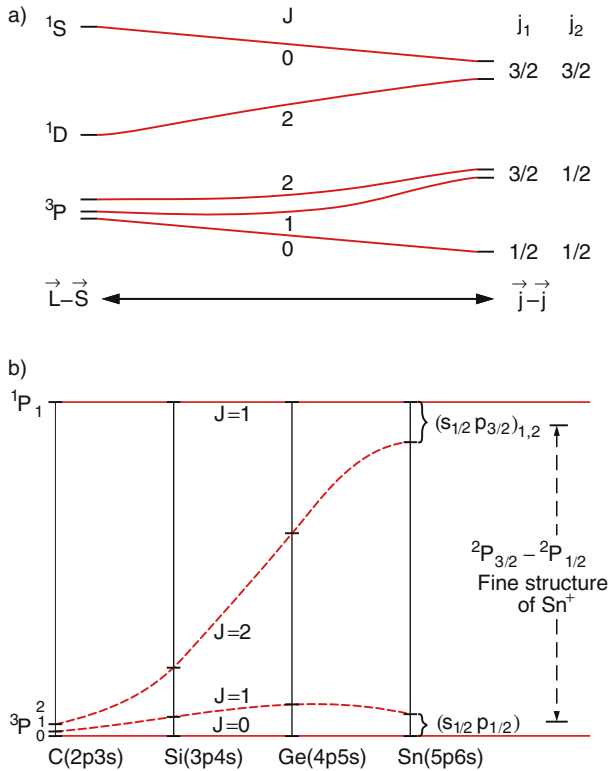 a)
¹S J j₁ j₂
0 3/2 3/2
¹D 2
2 3/2 1/2
³P 1
0 1/2 1/2
L⃗–S⃗ j⃗–j⃗
b)
¹P₁ J=1 (s₁/₂ p₃/₂)₁,₂
²P₃/₂ – ²P₁/₂
Fine structure
of Sn⁺
J=2
2
³P 1 J=1 (s₁/₂ p₁/₂)
0 J=0
C(2p3s) Si(3p4s) Ge(4p5s) Sn(5p6s)